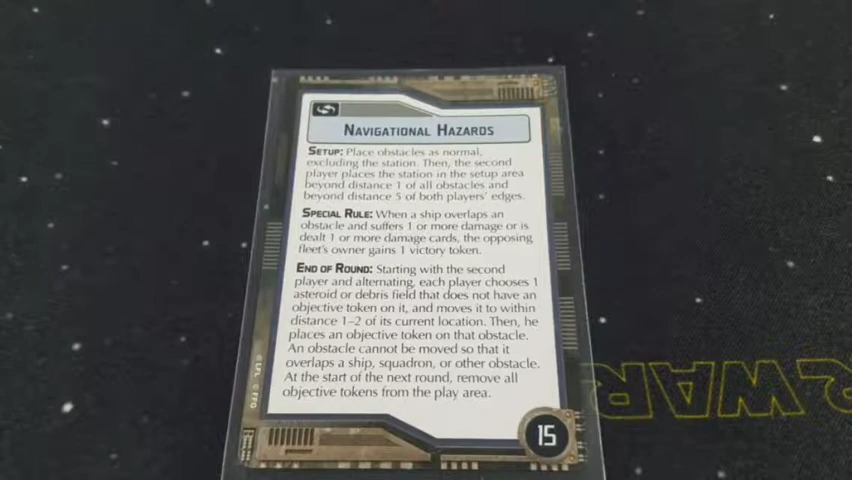 NAVIGATIONAL HAZARDS
SETUP: Place obstacles as normal,
excluding the station. Then, the second
player places the station in the setup area
beyond distance 1 of all obstacles and
beyond distance 5 of both players' edges.
SPECIAL RULE: When a ship overlaps an
obstacle and suffers 1 or more damage or is
dealt 1 or more damage cards, the opposing
fleet's owner gains 1 victory token.
END OF ROUND: Starting with the second
player and alternating, each player chooses 1
asteroid or debris field that does not have an
objective token on it, and moves it to within
distance 1–2 of its current location. Then, he
places an objective token on that obstacle.
An obstacle cannot be moved so that it
overlaps a ship, squadron, or other obstacle.
At the start of the next round, remove all
objective tokens from the play area.
© LFL © FFG
15
R WAR